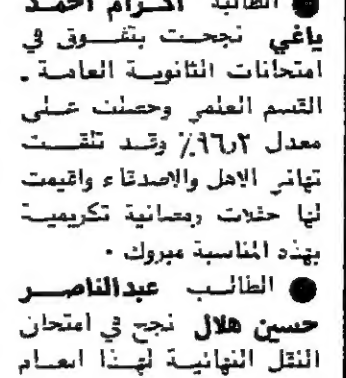 ● الطالبة اكرام احمد
ياغي نجحت بتفوق في
امتحانات الثانوية العامة .
القسم العلمي وحصلت على
معدل ٩٦٫٢٪ وقد تلقت
تهاني الاهل والاصدقاء واقيمت
لها حفلات رمضانية تكريمية
بهذه المناسبة مبروك ٠
● الطالب عبدالناصر
حسين هلال نجح في امتحان
النقل النهائية لهذا العام